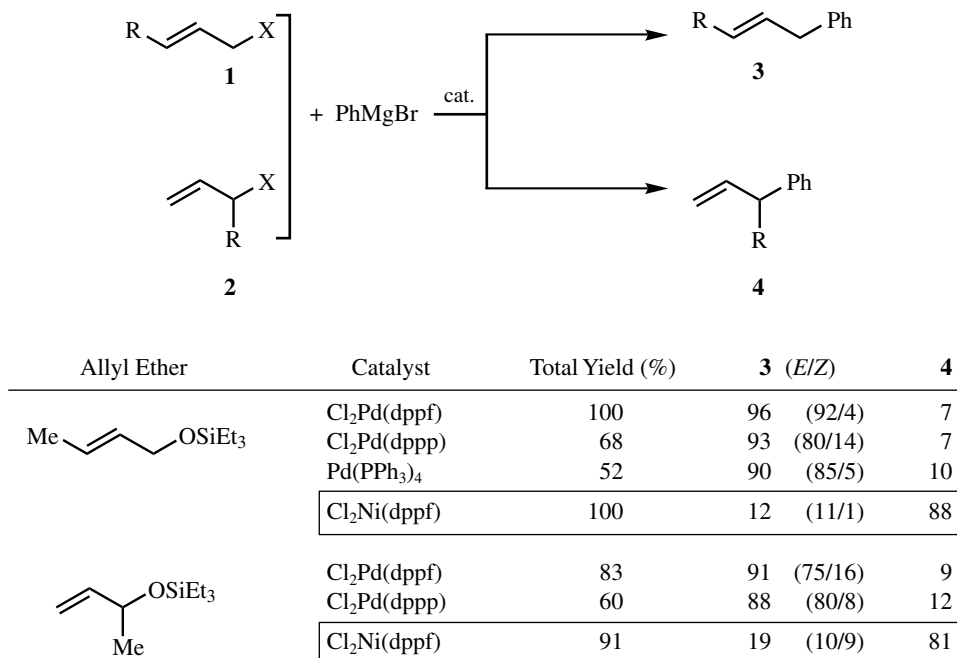 R X R Ph
1 3
+ PhMgBr cat.
X Ph
R R
2 4
Allyl Ether Catalyst Total Yield (%) 3 (E/Z) 4
Cl₂Pd(dppf) 100 96 (92/4) 7
Me OSiEt₃ Cl₂Pd(dppp) 68 93 (80/14) 7
Pd(PPh₃)₄ 52 90 (85/5) 10
Cl₂Ni(dppf) 100 12 (11/1) 88
Cl₂Pd(dppf) 83 91 (75/16) 9
OSiEt₃ Cl₂Pd(dppp) 60 88 (80/8) 12
Me Cl₂Ni(dppf) 91 19 (10/9) 81